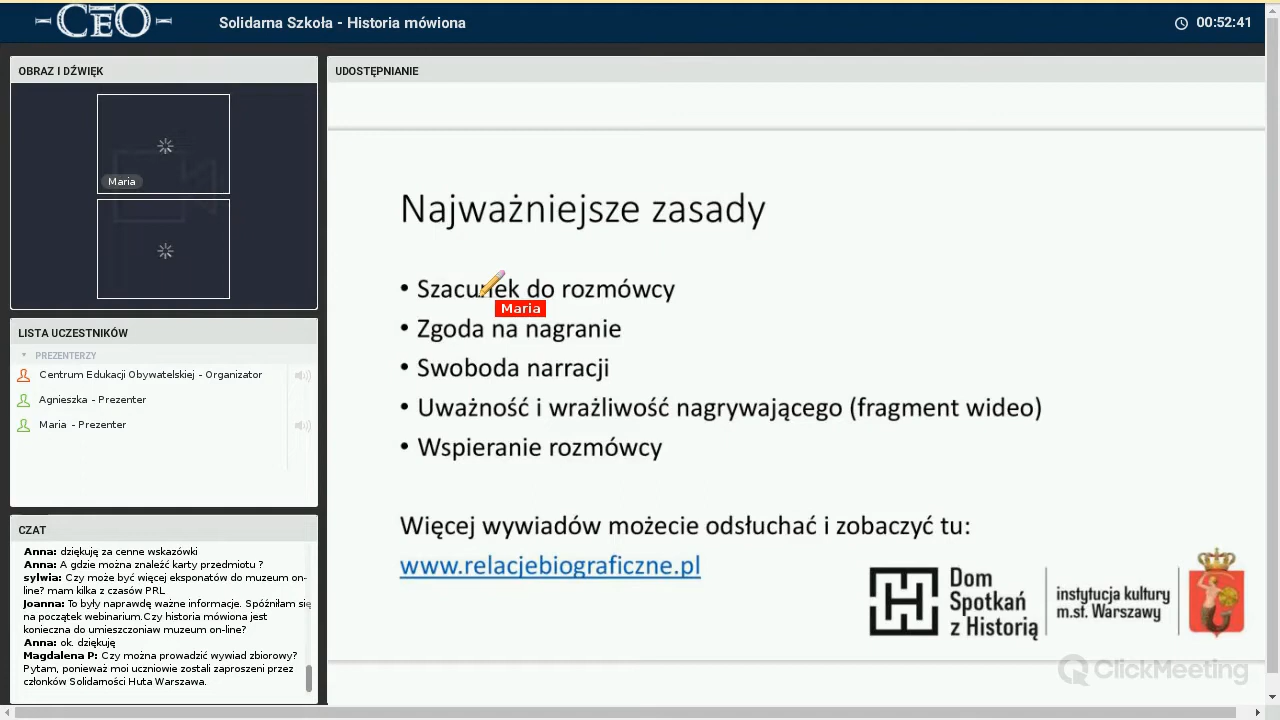 CEO
Solidarna Szkoła - Historia mówiona
00:52:41
OBRAZ I DŹWIĘK
UDOSTĘPNIANIE
Maria
LISTA UCZESTNIKÓW
PREZENTERZY
Centrum Edukacji Obywatelskiej - Organizator
Agnieszka - Prezenter
Maria - Prezenter
CZAT
Anna: dziękuję za cenne wskazówki
Anna: A gdzie można znaleźć karty przedmiotu ?
sylwia: Czy może być więcej eksponatów do muzeum on-
line? mam kilka z czasów PRL
Joanna: To były naprawdę ważne informacje. Spóźniłam się
na początek webinarium.Czy historia mówiona jest
konieczna do umieszczoniaw muzeum on-line?
Anna: ok. dziękuję
Magdalena P: Czy można prowadzić wywiad zbiorowy?
Pytam, ponieważ moi uczniowie zostali zaproszeni przez
członków Solidarności Huta Warszawa.
Najważniejsze zasady
• Szacunek do rozmówcy
Maria
• Zgoda na nagranie
• Swoboda narracji
• Uważność i wrażliwość nagrywającego (fragment wideo)
• Wspieranie rozmówcy
Więcej wywiadów możecie odsłuchać i zobaczyć tu:
www.relacjebiograficzne.pl
Dom
Spotkań
z Historią
instytucja kultury
m.st. Warszawy
ClickMeeting